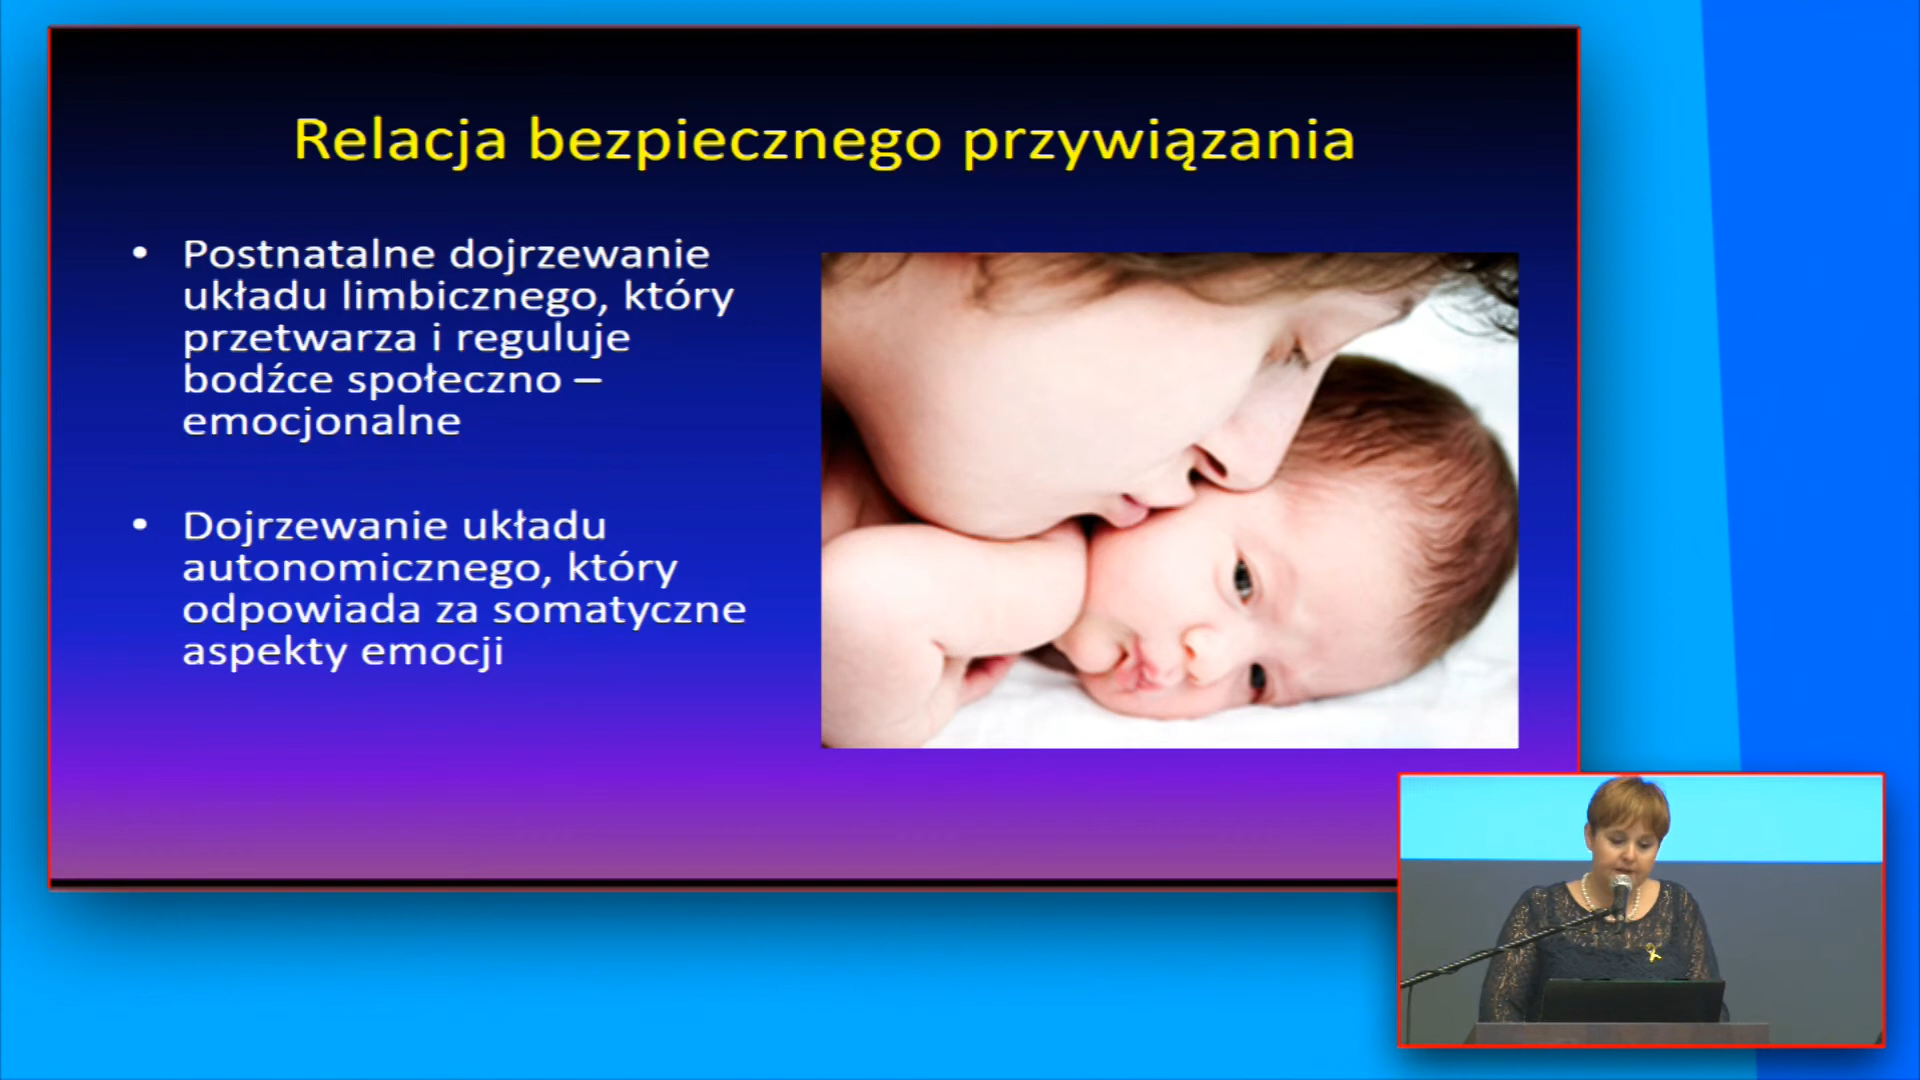 Relacja bezpiecznego przywiązania
• Postnatalne dojrzewanie
układu limbicznego, który
przetwarza i reguluje
bodźce społeczno –
emocjonalne
• Dojrzewanie układu
autonomicznego, który
odpowiada za somatyczne
aspekty emocji